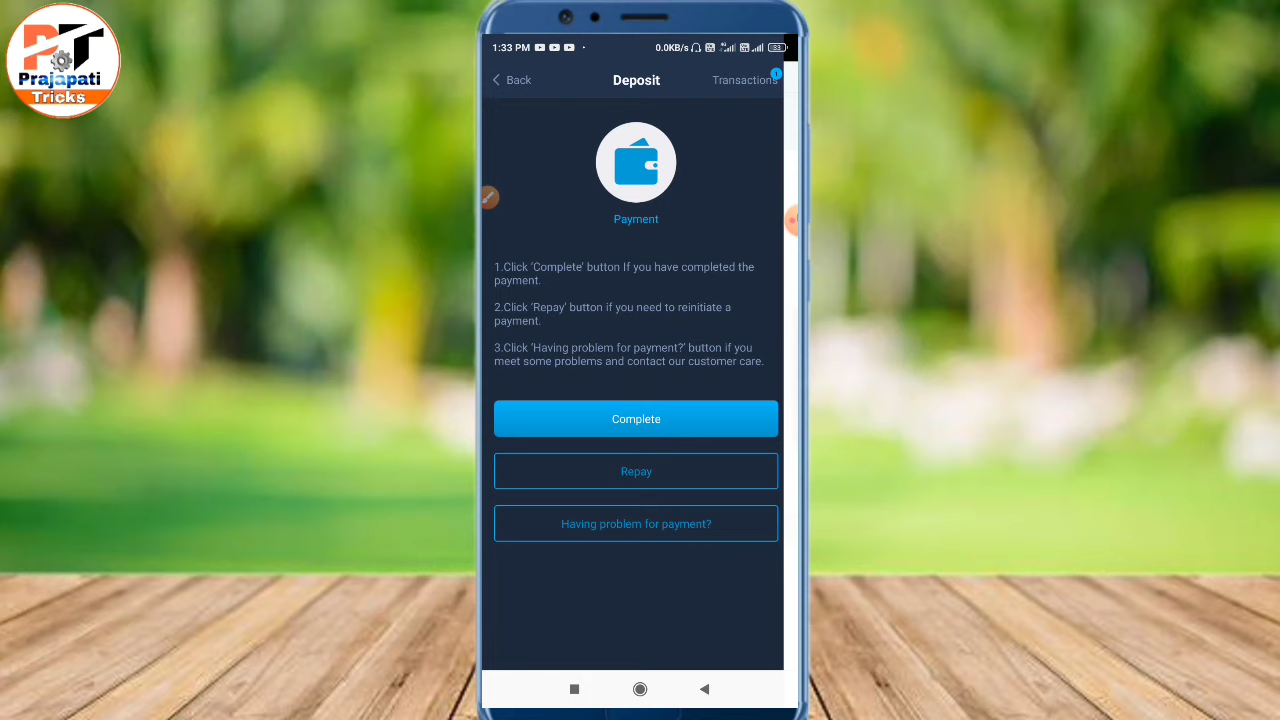 PT
Prajapati
Tricks
1:33 PM
0.0KB/s
83
Back
Deposit
Transactions
1
Payment
1.Click ‘Complete’ button If you have completed the
payment.
2.Click ‘Repay’ button if you need to reinitiate a
payment.
3.Click ‘Having problem for payment?’ button if you
meet some problems and contact our customer care.
Complete
Repay
Having problem for payment?